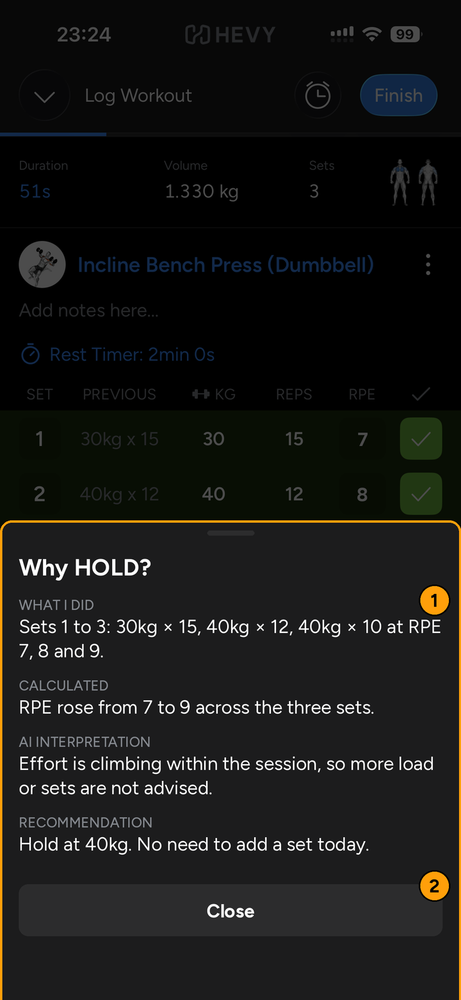 23:24
HEVY
99
Log Workout
Finish
Duration
Volume
Sets
51s
1.330 kg
3
Incline Bench Press (Dumbbell)
Add notes here...
Rest Timer: 2min 0s
SET PREVIOUS KG REPS RPE
1 30kg x 15 30 15 7
2 40kg x 12 40 12 8
Why HOLD?
1
WHAT I DID
Sets 1 to 3: 30kg × 15, 40kg × 12, 40kg × 10 at RPE
7, 8 and 9.
CALCULATED
RPE rose from 7 to 9 across the three sets.
AI INTERPRETATION
Effort is climbing within the session, so more load
or sets are not advised.
RECOMMENDATION
Hold at 40kg. No need to add a set today.
2
Close